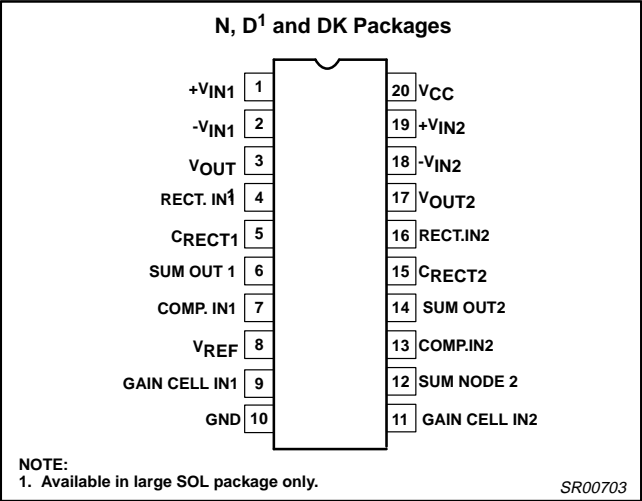 N, D1 and DK Packages
+VIN1 1
20 VCC
-VIN1 2
19 +VIN2
VOUT 3
18 -VIN2
RECT. IN1 4
17 VOUT2
CRECT1 5
16 RECT.IN2
SUM OUT 1 6
15 CRECT2
COMP. IN1 7
14 SUM OUT2
VREF 8
13 COMP.IN2
GAIN CELL IN1 9
12 SUM NODE 2
GND 10
11 GAIN CELL IN2
NOTE:
1. Available in large SOL package only.
SR00703